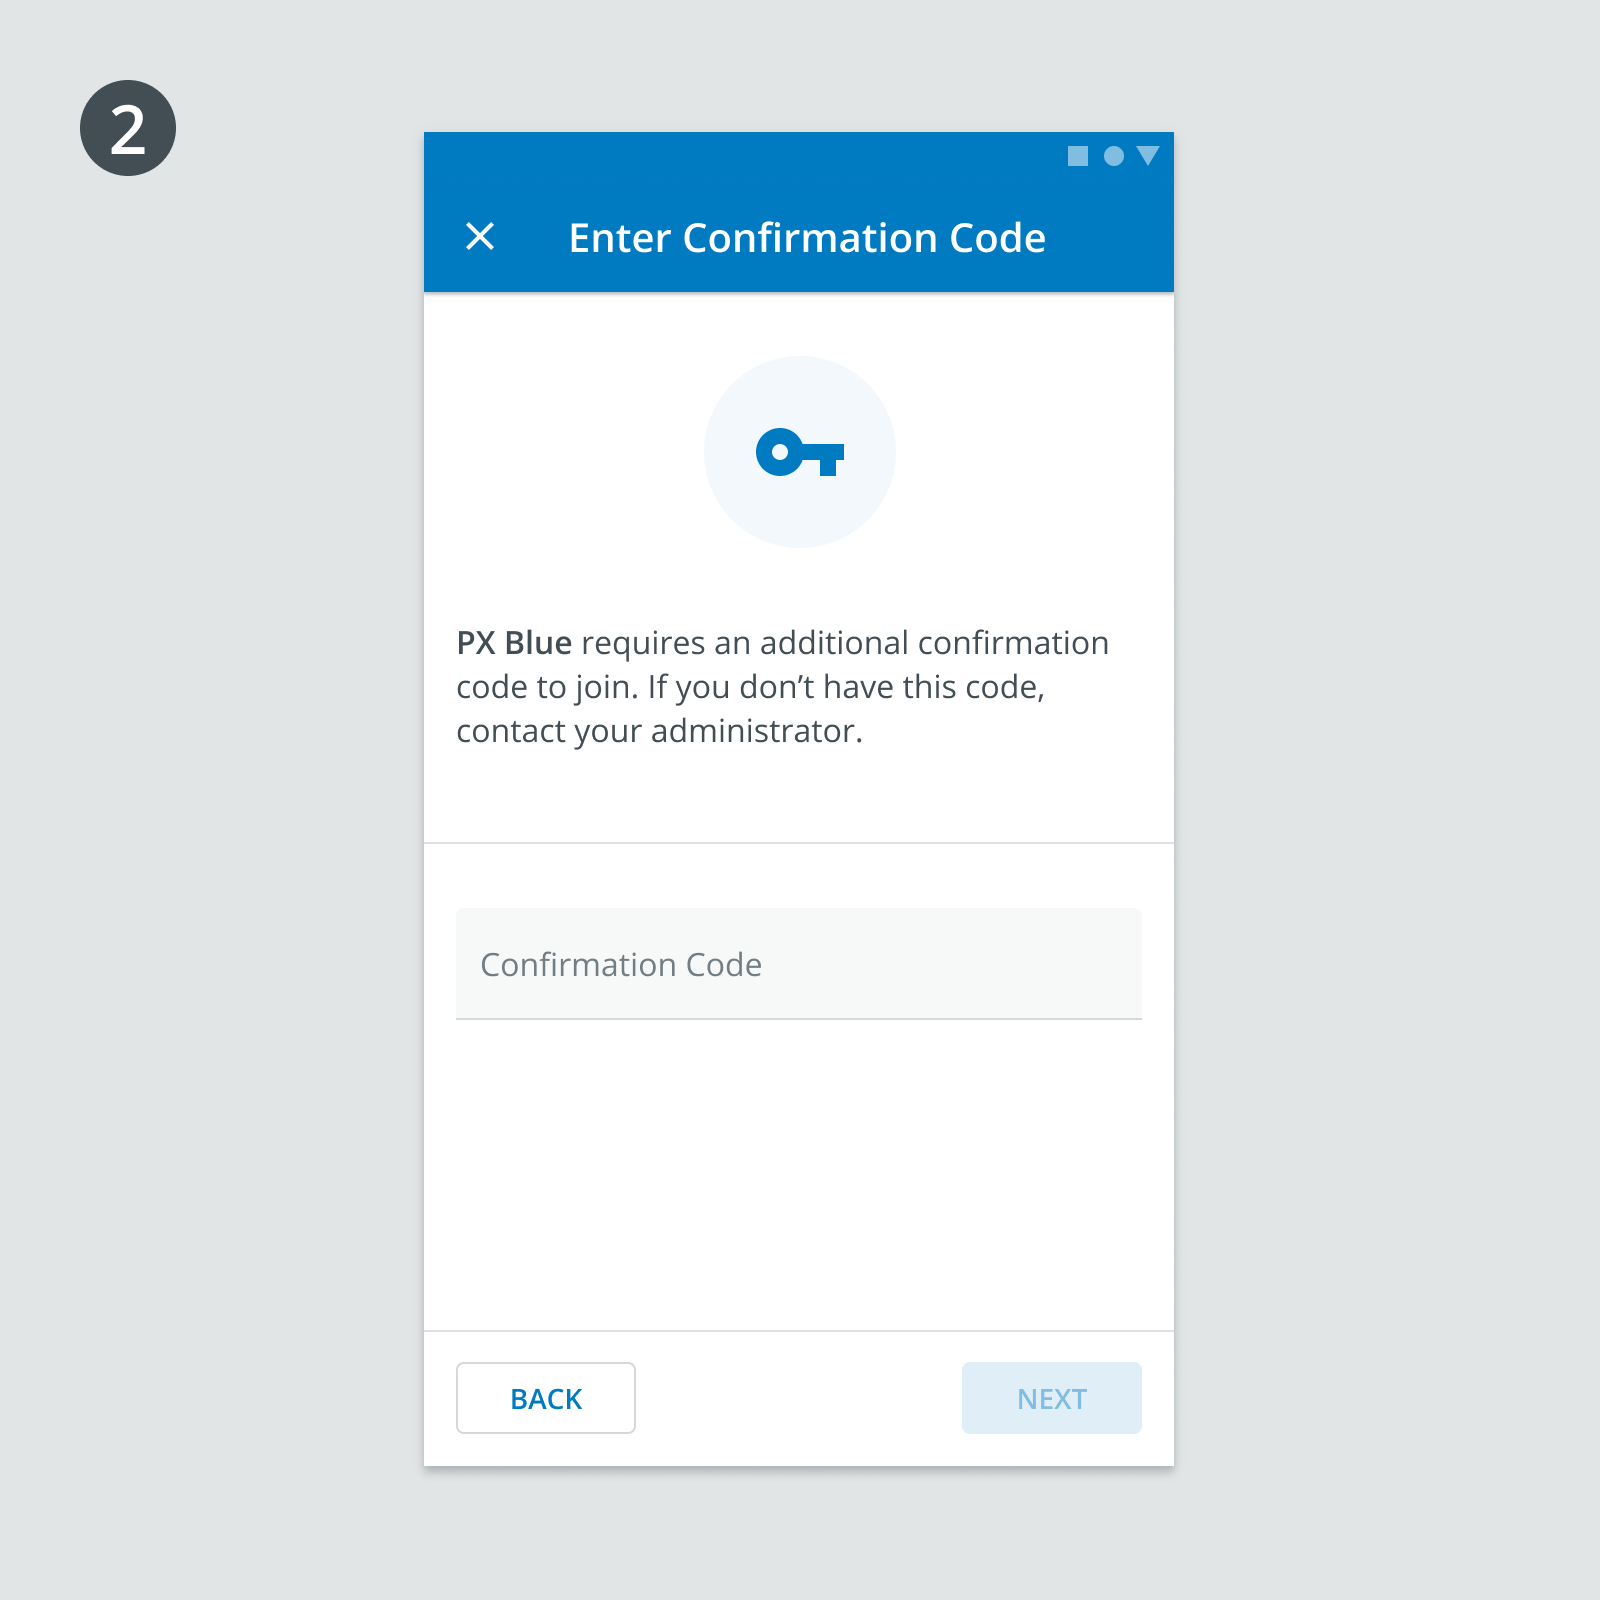 2
Enter Confirmation Code
PX Blue requires an additional confirmation
code to join. If you don’t have this code,
contact your administrator.
Confirmation Code
BACK
NEXT